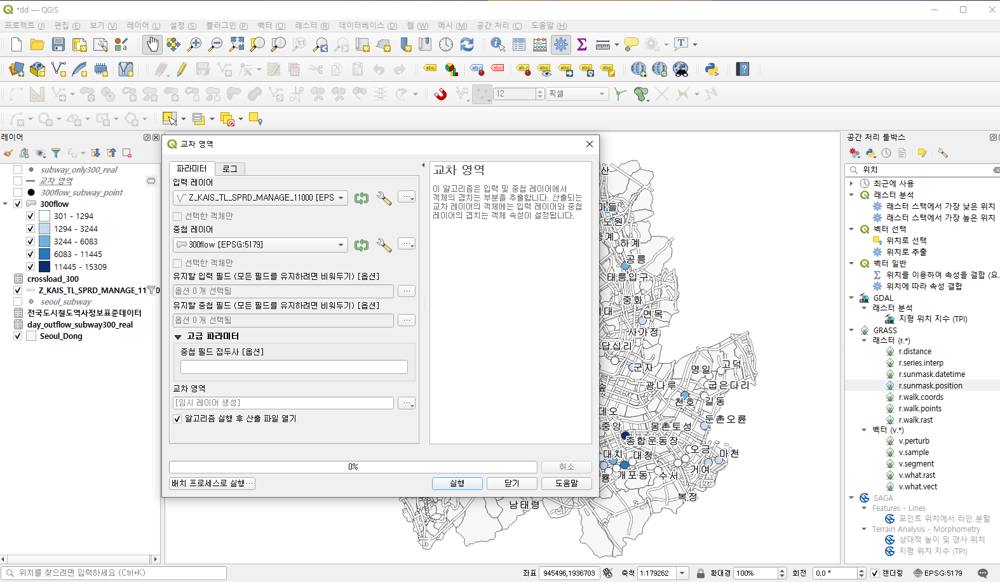 *dd — QGIS
프로젝트 (J) 편집 (E) 보기 (V) 레이어 (L) 설정 (S) 플러그인 (P) 벡터 (O) 래스터 (R) 데이터베이스 (D) 웹 (W) 메시 (M) 공간 처리 (C) 도움말 (H)
12 픽셀
레이어
subway_only300_real
교차 영역
300flow_subway_point
300flow
301 - 1294
1294 - 3244
3244 - 6083
6083 - 11445
11445 - 15309
crossload_300
Z_KAIS_TL_SPRD_MANAGE_11
seoul_subway
전국도시철도역사정보표준데이터
day_outflow_subway300_real
Seoul_Dong
교차 영역
파라미터 로그
입력 레이어
Z_KAIS_TL_SPRD_MANAGE_11000 [EPS
선택한 객체만
중첩 레이어
300flow [EPSG:5179]
선택한 객체만
유지할 입력 필드 (모든 필드를 유지하려면 비워두기) [옵션]
옵션 0 개 선택됨
유지할 중첩 필드 (모든 필드를 유지하려면 비워두기) [옵션]
옵션 0 개 선택됨
고급 파라미터
중첩 필드 접두사 [옵션]
교차 영역
[임시 레이어 생성]
알고리즘 실행 후 산출 파일 열기
교차 영역
이 알고리즘은 입력 및 중첩 레이어에서
객체의 겹치는 부분을 추출합니다. 산출되는
교차 레이어의 객체에는 입력 레이어와 중첩
레이어의 겹치는 객체 속성이 설정됩니다.
0%
취소
배치 프로세스로 실행…
실행 닫기 도움말
노원
하계
공릉
태릉입구
중화
면목
사가정
답십리
군자
명일
고덕
광나루
굽은다리
천호
길동
둔촌오륜
중앙
몽촌토성
종합운동장
대치
대청
오금
마천
개포동
수서
거여
복정
남태령
공간 처리 툴박스
위치
최근에 사용
래스터 분석
래스터 스택에서 가장 낮은 위치
래스터 스택에서 가장 높은 위치
벡터 선택
위치로 선택
위치로 추출
벡터 일반
위치를 이용하여 속성을 결합 (요.
위치에 따라 속성 결합
GDAL
래스터 분석
지형 위치 지수 (TPI)
GRASS
래스터 (r.*)
r.distance
r.series.interp
r.sunmask.datetime
r.sunmask.position
r.walk.coords
r.walk.points
r.walk.rast
벡터 (v.*)
v.perturb
v.sample
v.segment
v.what.rast
v.what.vect
SAGA
Features - Lines
포인트 위치에서 라인 분할
Terrain Analysis - Morphometry
상대적 높이 및 경사 위치
지형 위치 지수 (TPI)
위치를 찾으려면 입력하세요 (Ctrl+K)
좌표 945496,1936703 축척 1:179262 확대경 100% 회전 0,0 ° 렌더링 EPSG:5179